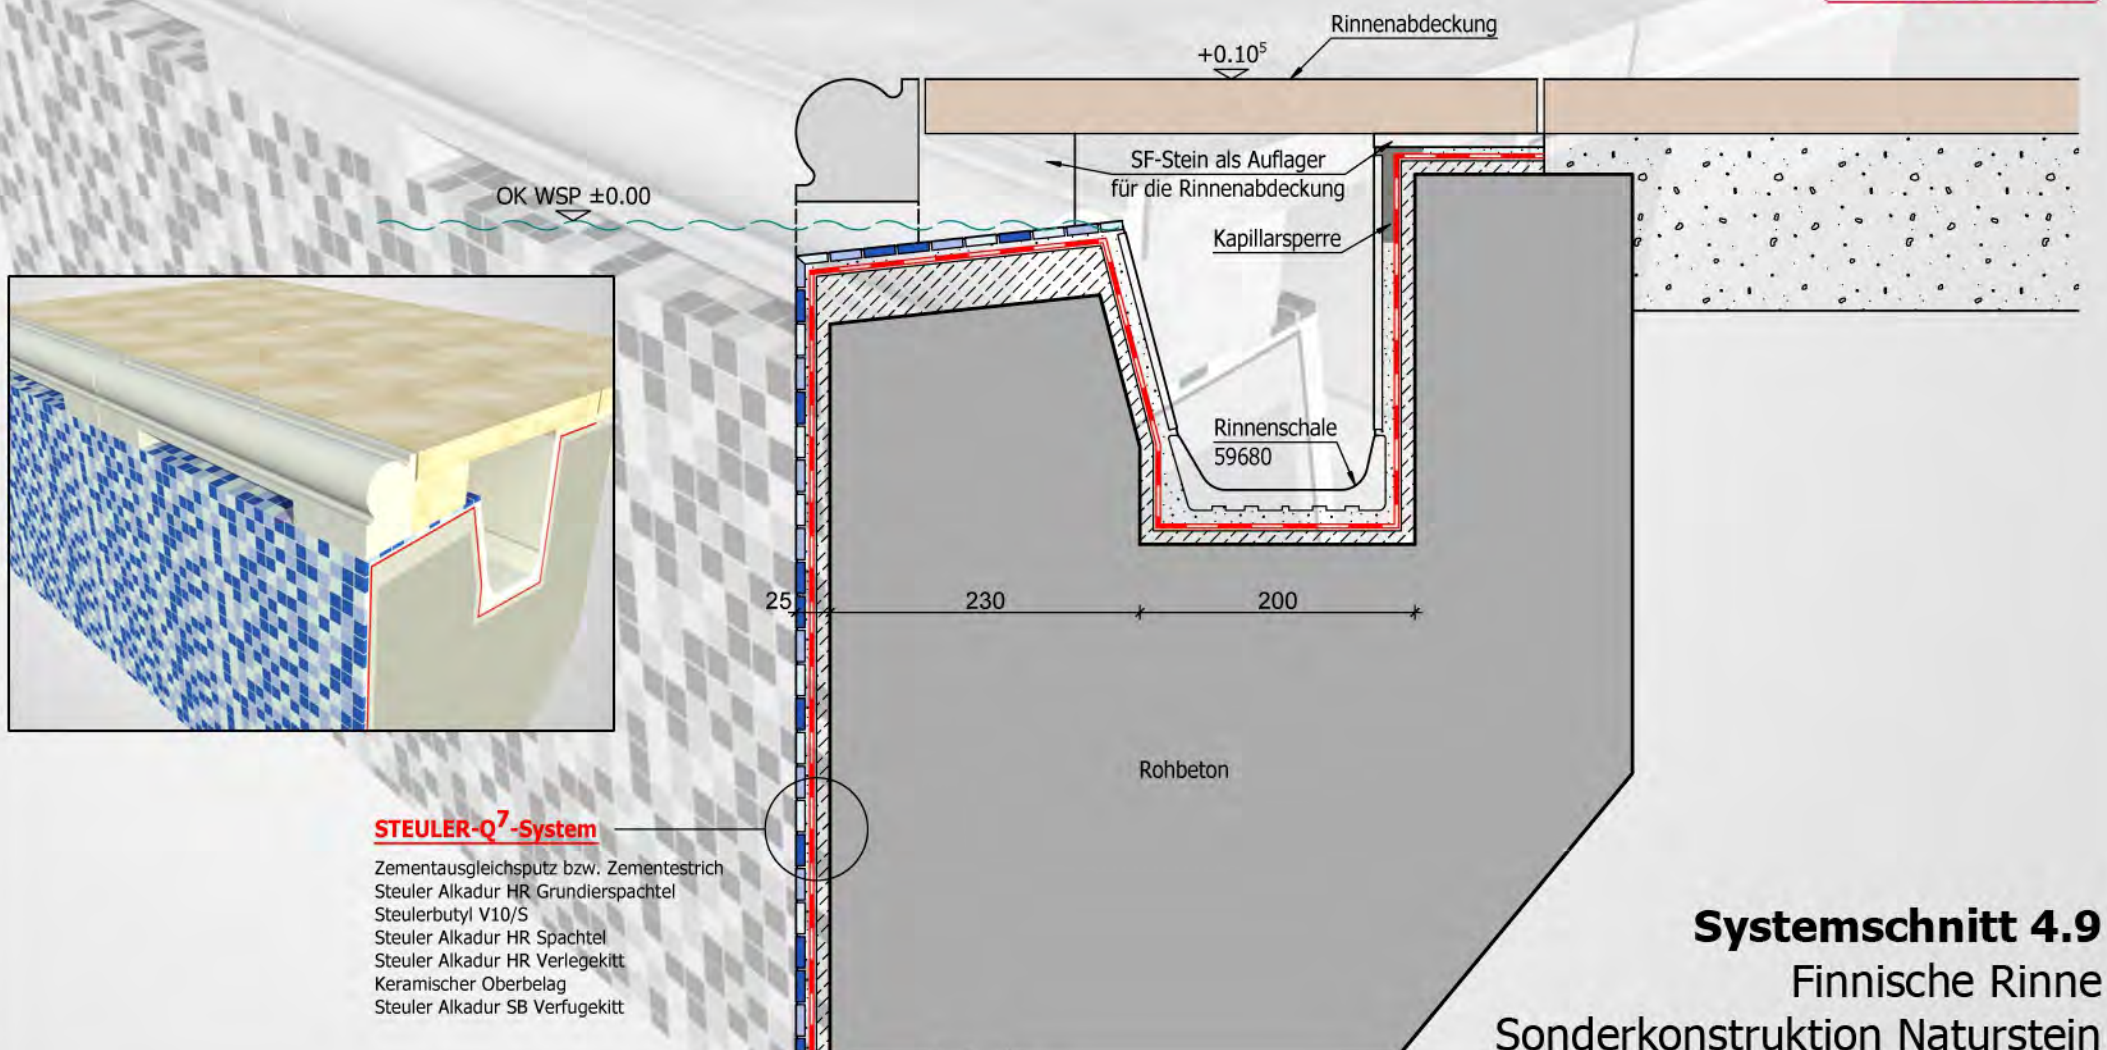 Rinnenabdeckung
+0.10⁵
SF-Stein als Auflager
für die Rinnenabdeckung
OK WSP ±0.00
Kapillarsperre
Rinnenschale
59680
25 230 200
Rohbeton
STEULER-Q⁷-System
Zementausgleichsputz bzw. Zementestrich
Steuler Alkadur HR Grundierspachtel
Steulerbutyl V10/S
Steuler Alkadur HR Spachtel
Steuler Alkadur HR Verlegekitt
Keramischer Oberbelag
Steuler Alkadur SB Verfugekitt
Systemschnitt 4.9
Finnische Rinne
Sonderkonstruktion Naturstein